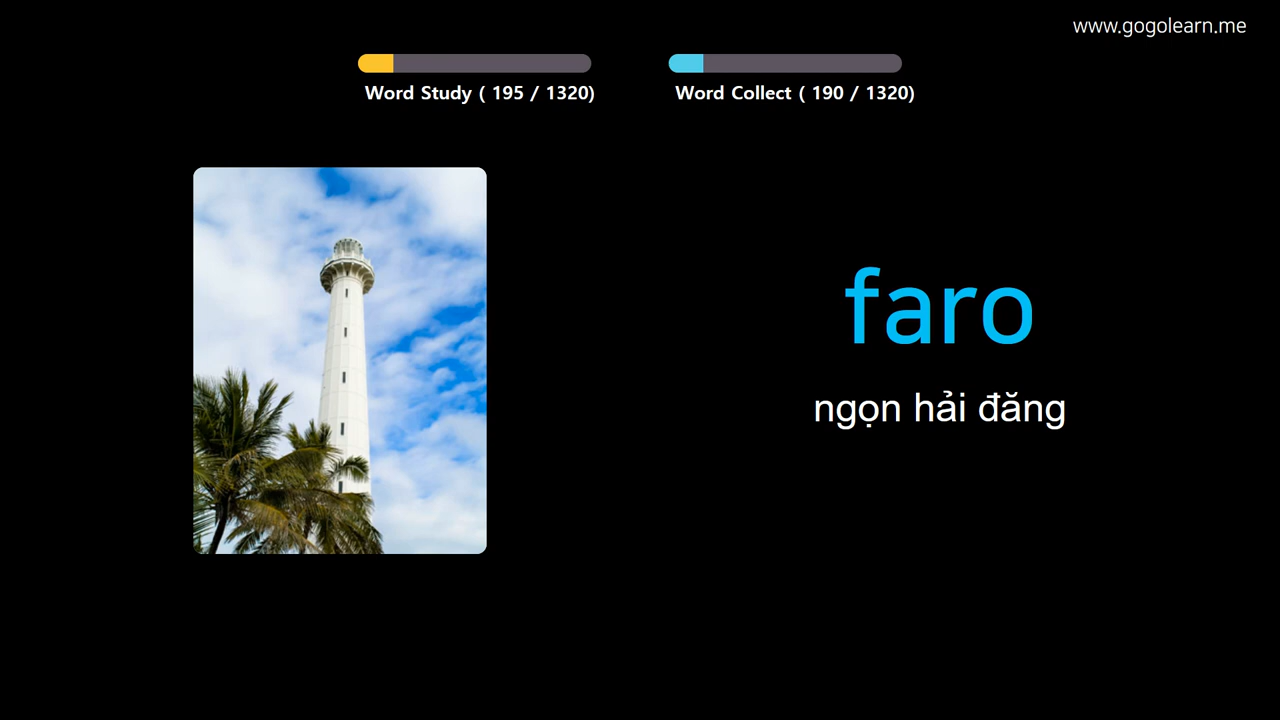 www.gogolearn.me
Word Study ( 195 / 1320)
Word Collect ( 190 / 1320)
faro
ngọn hải đăng